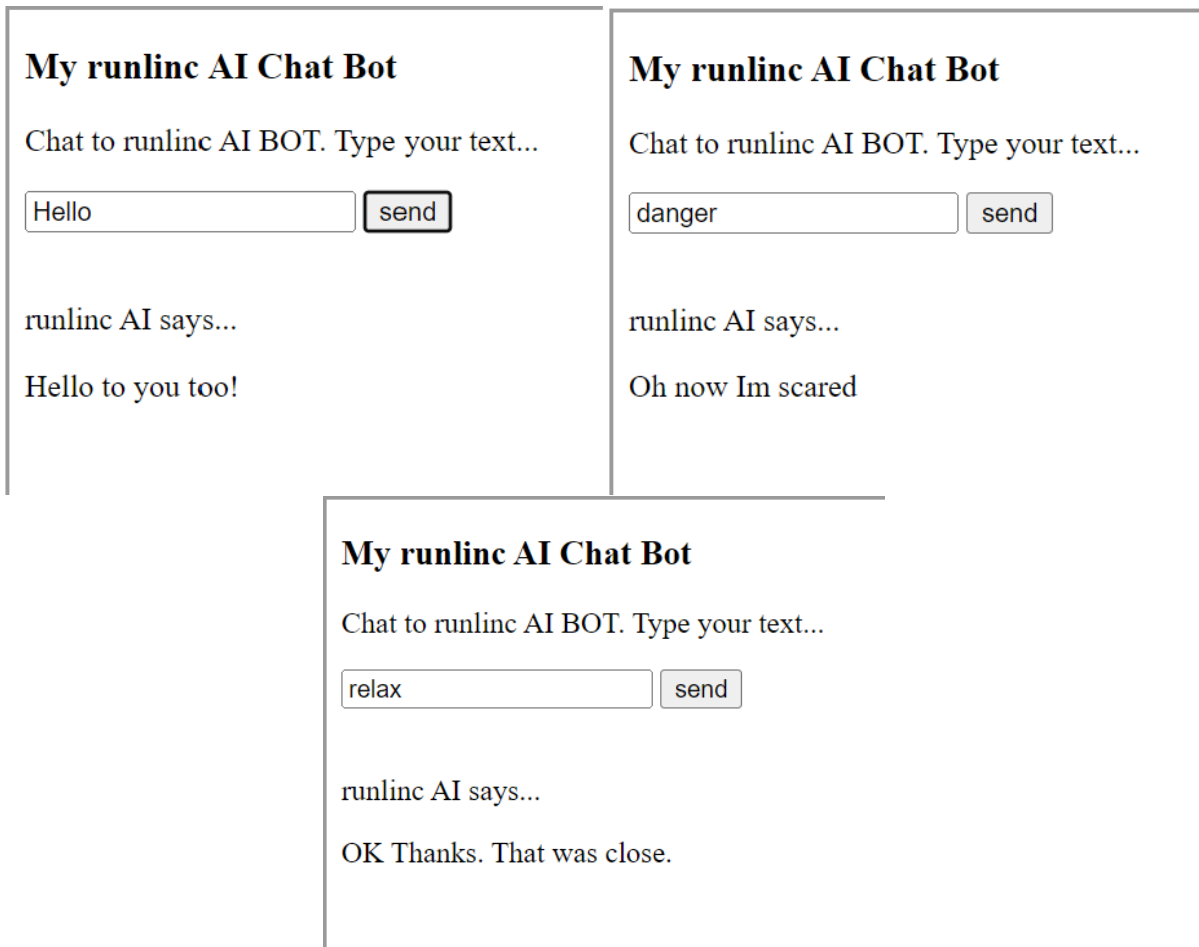 My runlinc AI Chat Bot
Chat to runlinc AI BOT. Type your text...
Hello send
runlinc AI says...
Hello to you too!
My runlinc AI Chat Bot
Chat to runlinc AI BOT. Type your text...
danger send
runlinc AI says...
Oh now Im scared
My runlinc AI Chat Bot
Chat to runlinc AI BOT. Type your text...
relax send
runlinc AI says...
OK Thanks. That was close.